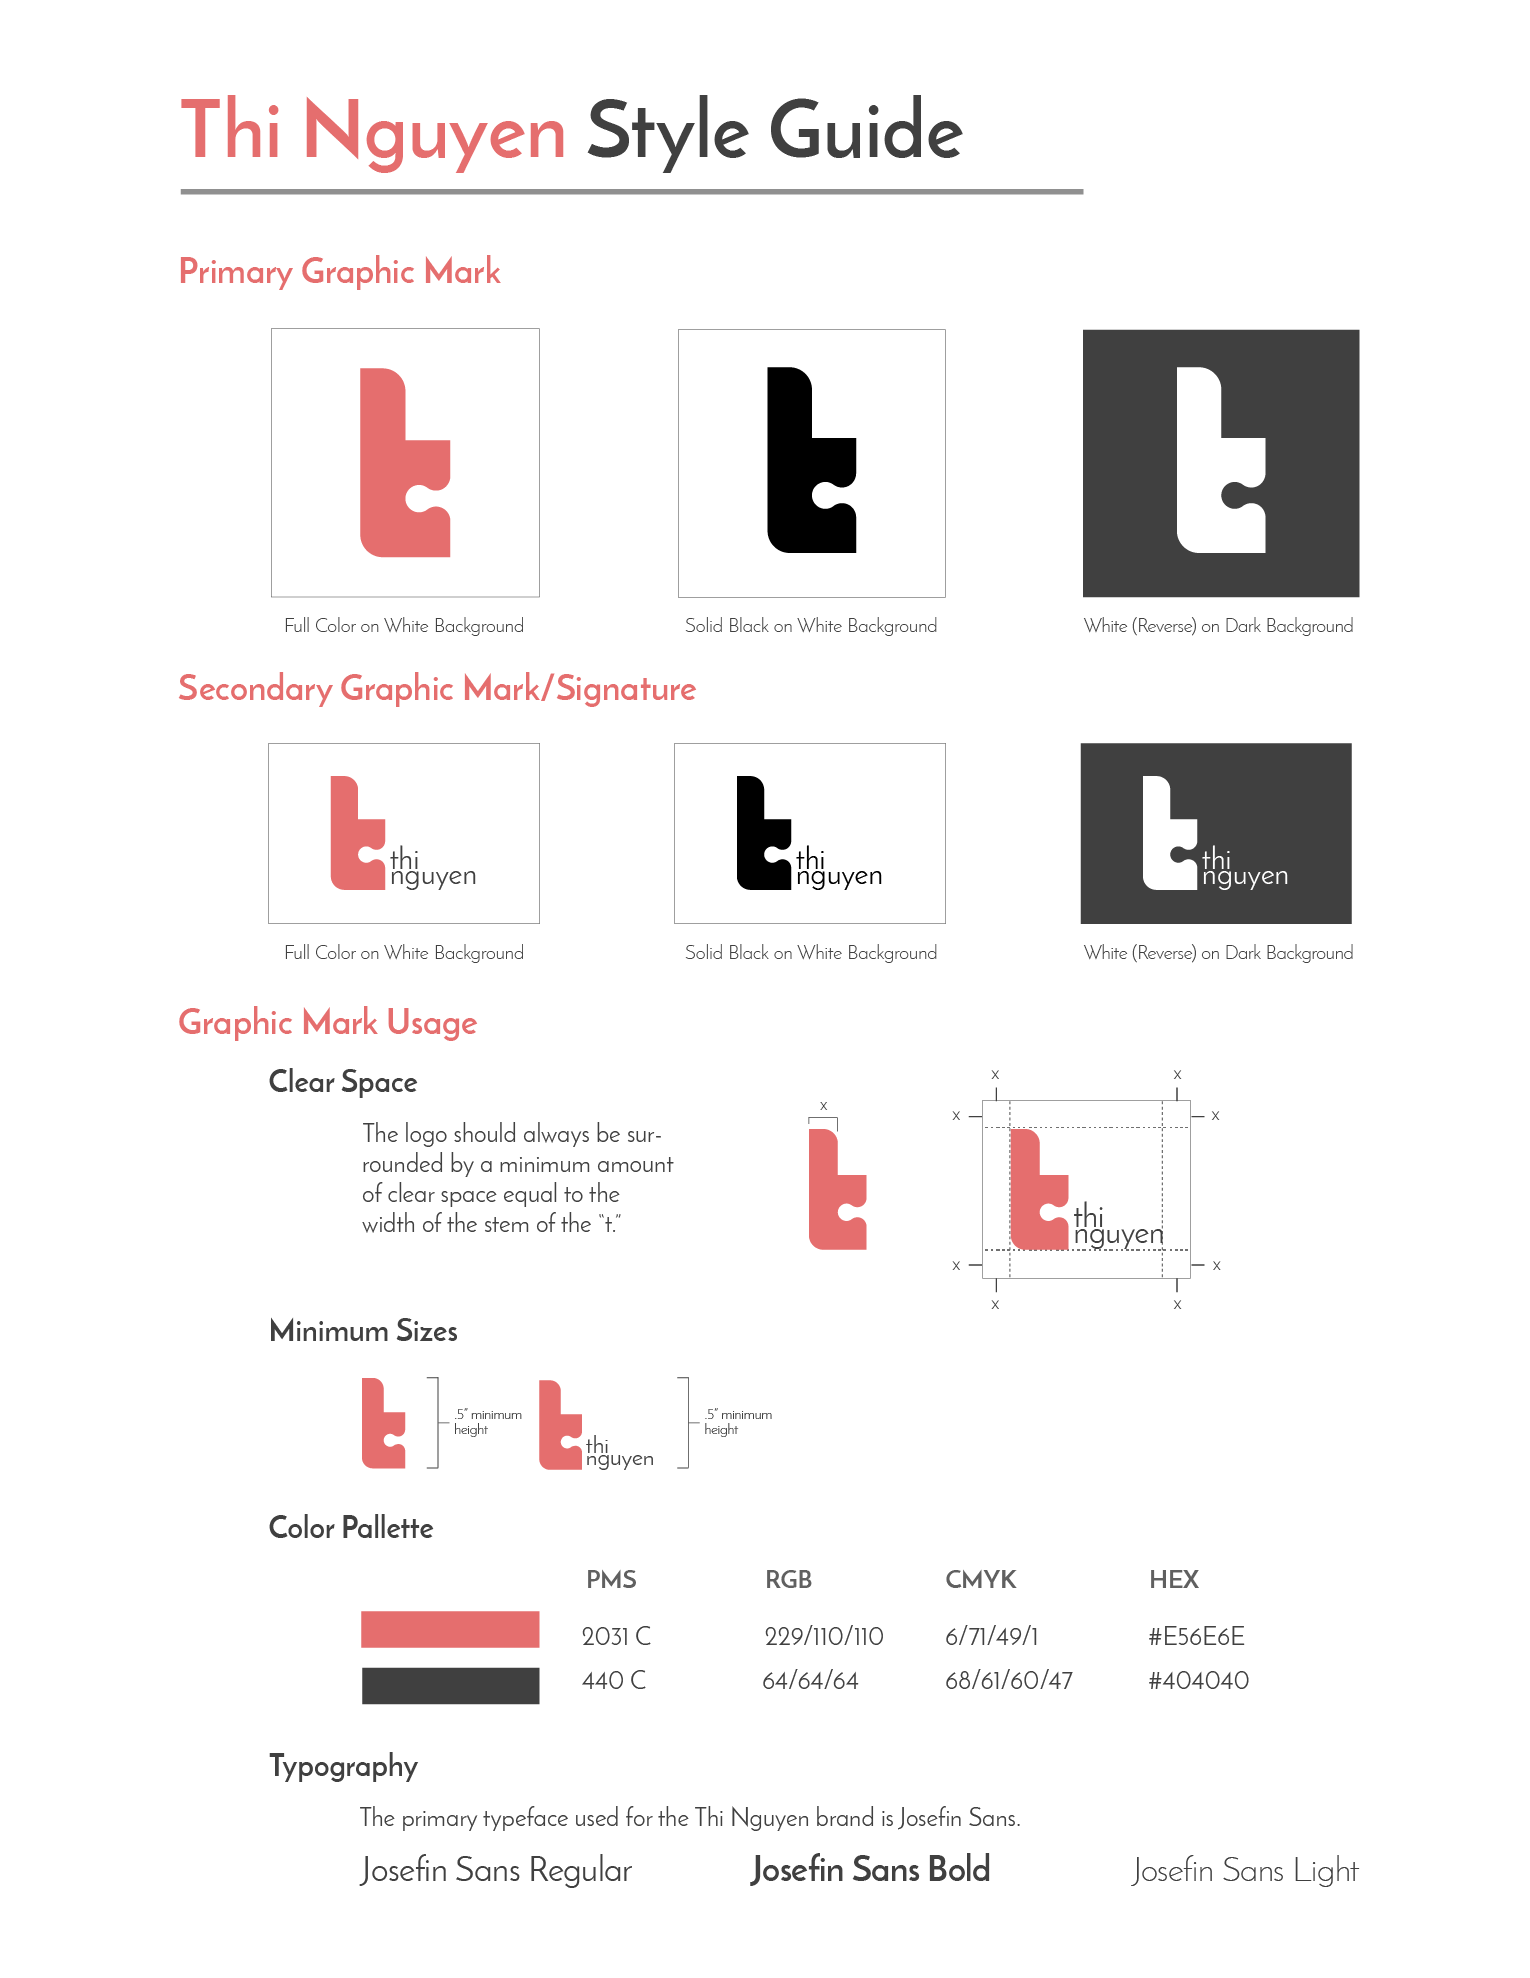 Thi Nguyen Style Guide
Primary Graphic Mark
Full Color on White Background
Solid Black on White Background
White (Reverse) on Dark Background
Secondary Graphic Mark/Signature
thi
nguyen
thi
nguyen
thi
nguyen
Full Color on White Background
Solid Black on White Background
White (Reverse) on Dark Background
Graphic Mark Usage
Clear Space
The logo should always be sur-
rounded by a minimum amount
of clear space equal to the
width of the stem of the “t.”
x
x
x
x
x
thi
nguyen
x
x
x
x
Minimum Sizes
.5” minimum
height
thi
nguyen
.5” minimum
height
Color Pallette
PMS RGB CMYK HEX
2031 C 229/110/110 6/71/49/1 #E56E6E
440 C 64/64/64 68/61/60/47 #404040
Typography
The primary typeface used for the Thi Nguyen brand is Josefin Sans.
Josefin Sans Regular Josefin Sans Bold Josefin Sans Light